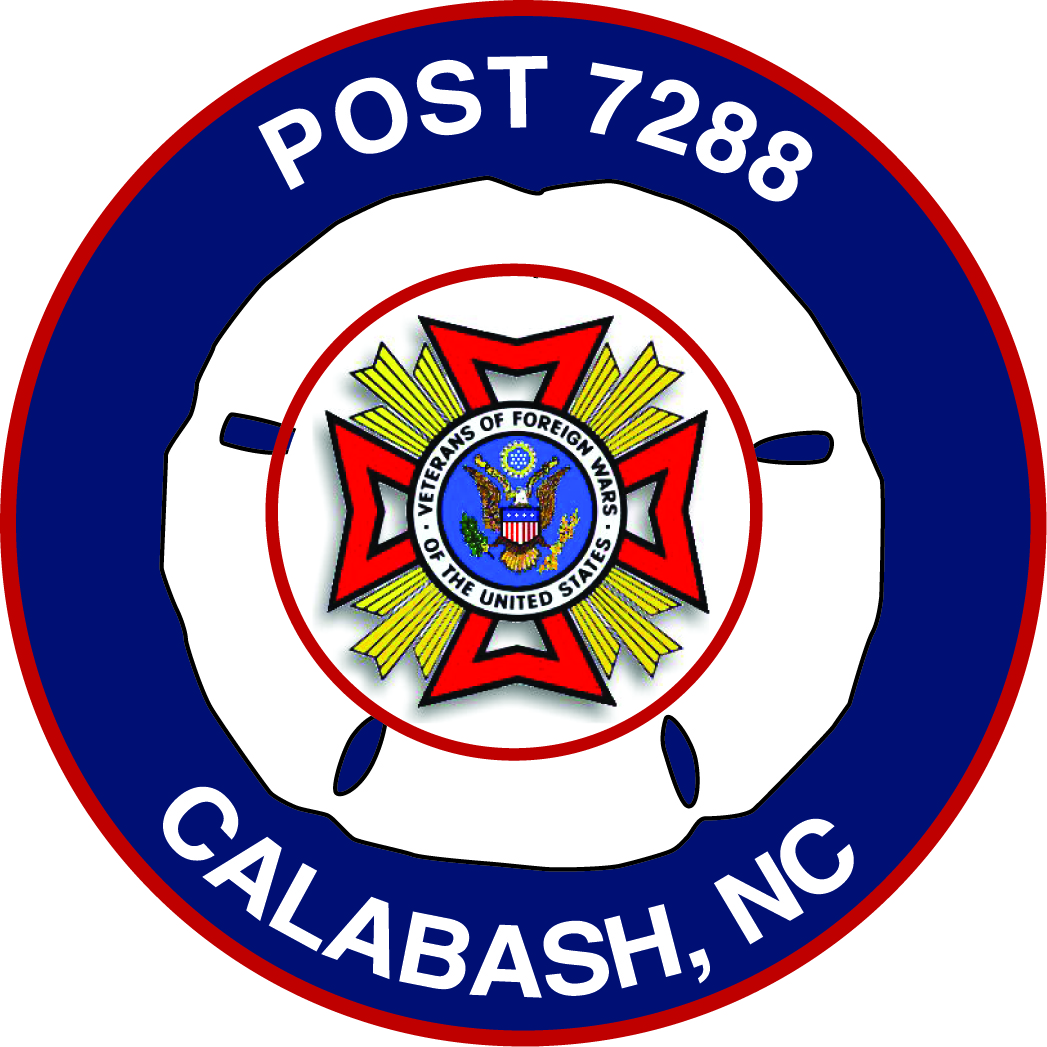 POST 7288
· VETERANS OF FOREIGN WARS ·
OF THE UNITED STATES
CALABASH, NC